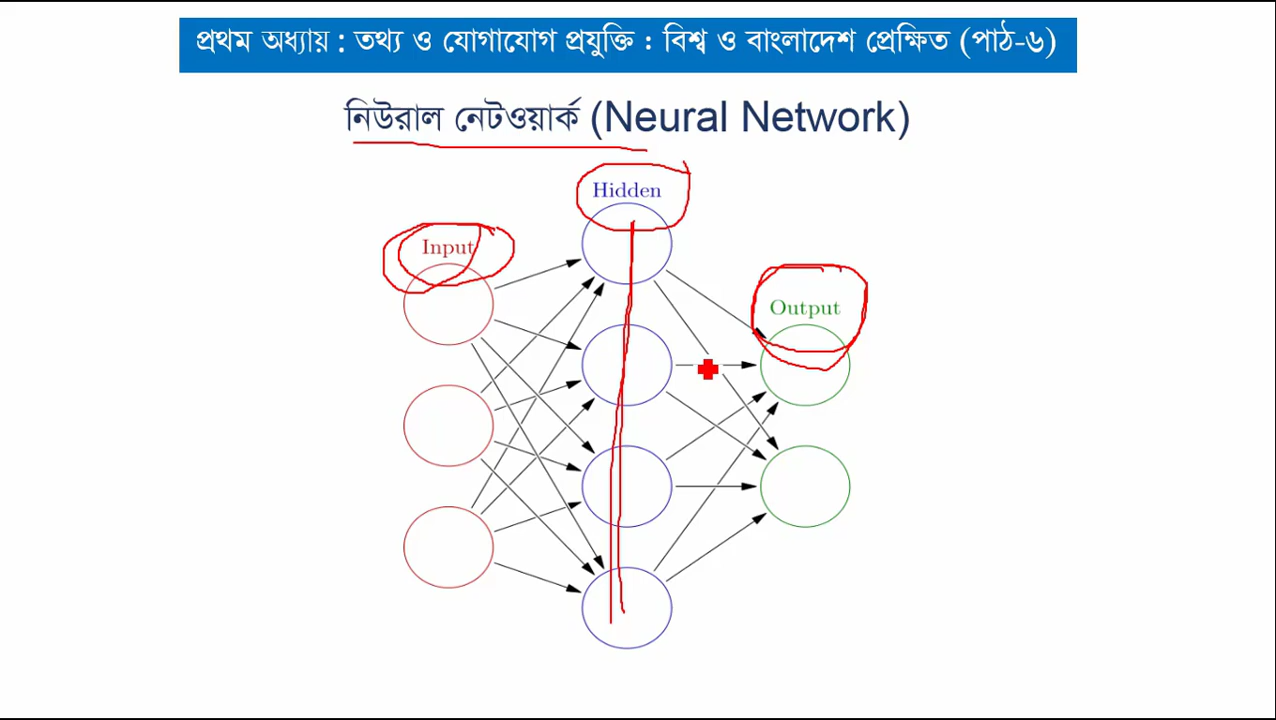 প্রথম অধ্যায় : তথ্য ও যোগাযোগ প্রযুক্তি : বিশ্ব ও বাংলাদেশ প্রেক্ষিত (পাঠ-৬)
নিউরাল নেটওয়ার্ক (Neural Network)
Hidden
Input
Output